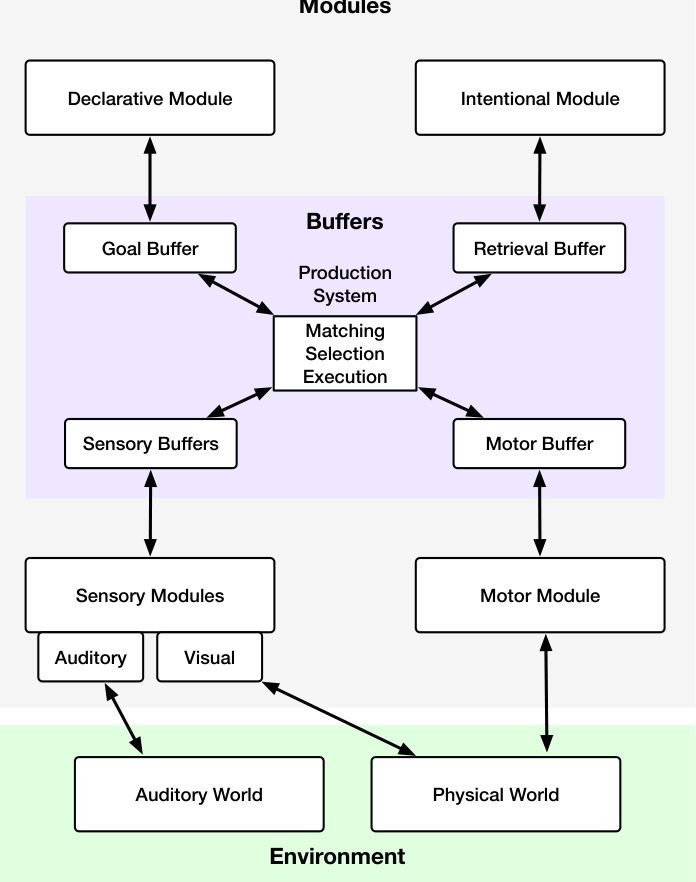 Modules
Declarative Module
Intentional Module
Buffers
Goal Buffer
Retrieval Buffer
Production
System
Matching
Selection
Execution
Sensory Buffers
Motor Buffer
Sensory Modules
Motor Module
Auditory
Visual
Auditory World
Physical World
Environment